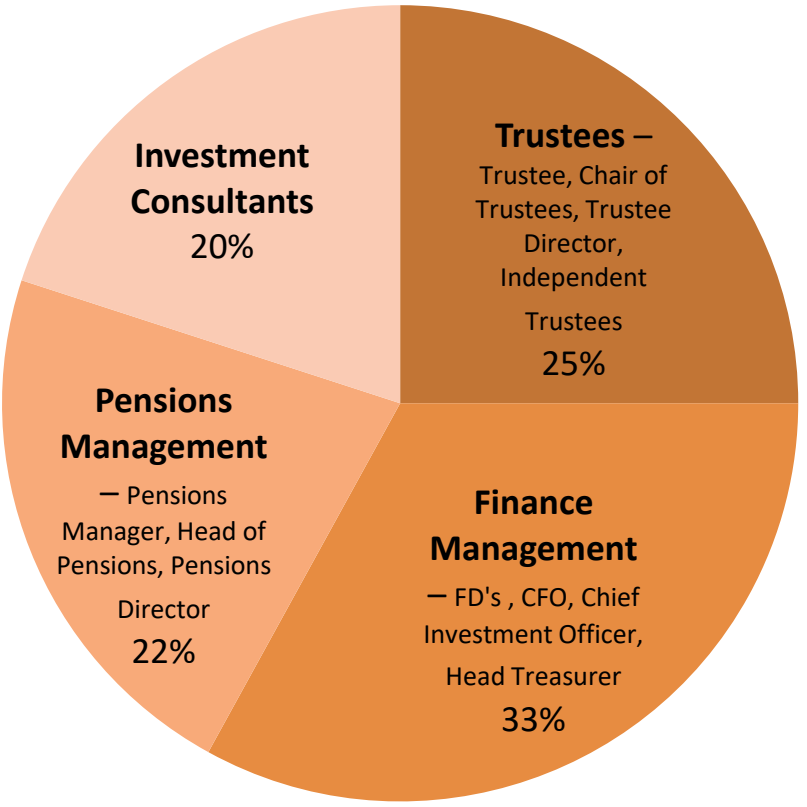 Trustees –
Trustee, Chair of
Trustees, Trustee
Director,
Independent
Trustees
25%
Finance
Management
– FD's , CFO, Chief
Investment Officer,
Head Treasurer
33%
Pensions
Management
– Pensions
Manager, Head of
Pensions, Pensions
Director
22%
Investment
Consultants
20%